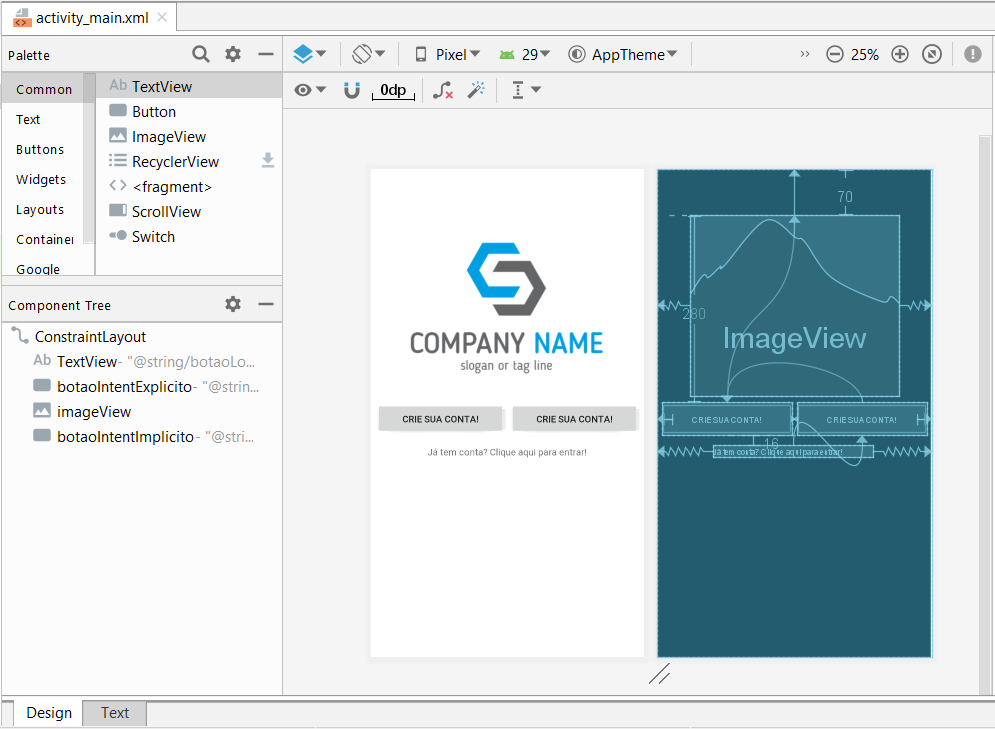 activity_main.xml
Palette
Pixel 29 AppTheme 25%
0dp
Common
Text
Buttons
Widgets
Layouts
Container
Google
Ab TextView
Button
ImageView
RecyclerView
<fragment>
ScrollView
Switch
Component Tree
ConstraintLayout
Ab TextView- "@string/botaoLo...
botaoIntentExplicito- "@strin...
imageView
botaoIntentImplicito- "@stri...
COMPANY NAME
slogan or tag line
CRIE SUA CONTA! CRIE SUA CONTA!
Já tem conta? Clique aqui para entrar!
70
280
ImageView
CRIE SUA CONTA! CRIE SUA CONTA!
16
Já tem conta? Clique aqui para entrar!
Design Text